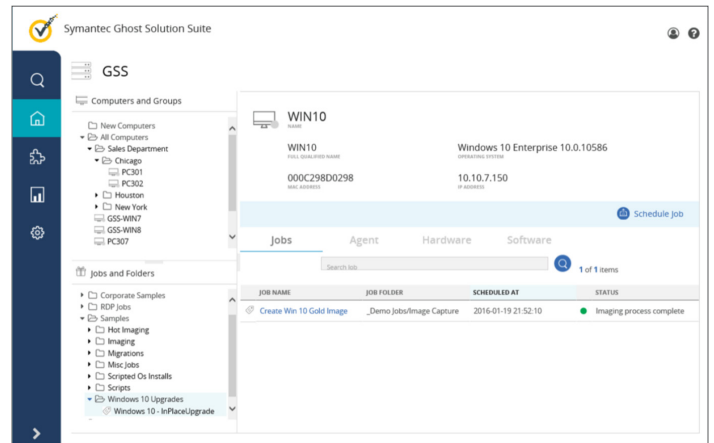 Symantec Ghost Solution Suite
GSS
Computers and Groups
New Computers
All Computers
Sales Department
Chicago
PC301
PC302
Houston
New York
GSS-WIN7
GSS-WIN8
PC307
Jobs and Folders
Corporate Samples
RDP Jobs
Samples
Hot Imaging
Imaging
Migrations
Misc Jobs
Scripted Os Installs
Scripts
Windows 10 Upgrades
Windows 10 - InPlaceUpgrade
WIN10
NAME
WIN10 Windows 10 Enterprise 10.0.10586
FULL QUALIFIED NAME OPERATING SYSTEM
000C298D0298 10.10.7.150
MAC ADDRESS IP ADDRESS
Schedule Job
Jobs Agent Hardware Software
Search Job 1 of 1 items
JOB NAME JOB FOLDER SCHEDULED AT STATUS
Create Win 10 Gold Image _Demo Jobs/Image Capture 2016-01-19 21:52:10 Imaging process complete